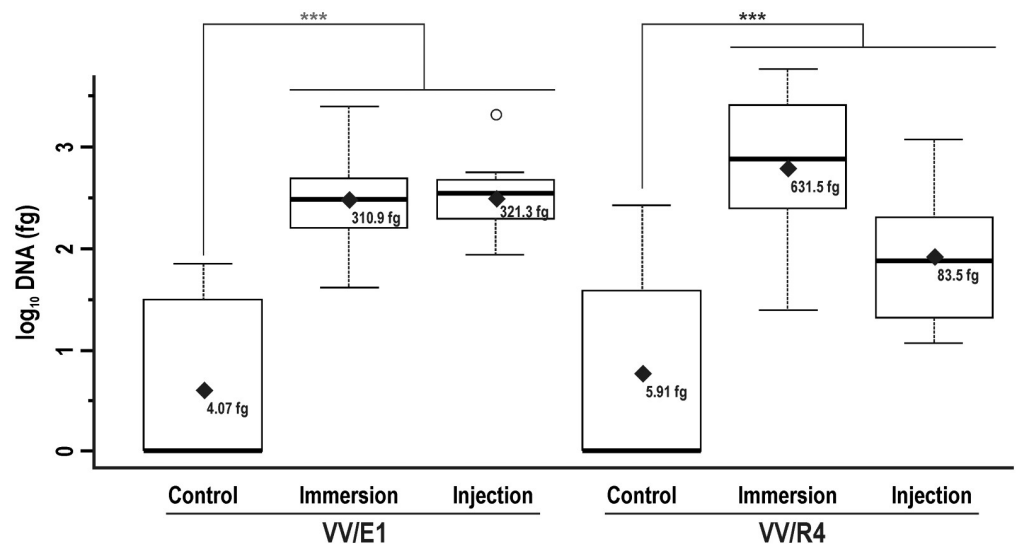 *** ***
log10 DNA (fg)
3
2
1
0
310.9 fg
321.3 fg
4.07 fg
631.5 fg
83.5 fg
5.91 fg
Control Immersion Injection Control Immersion Injection
VV/E1 VV/R4